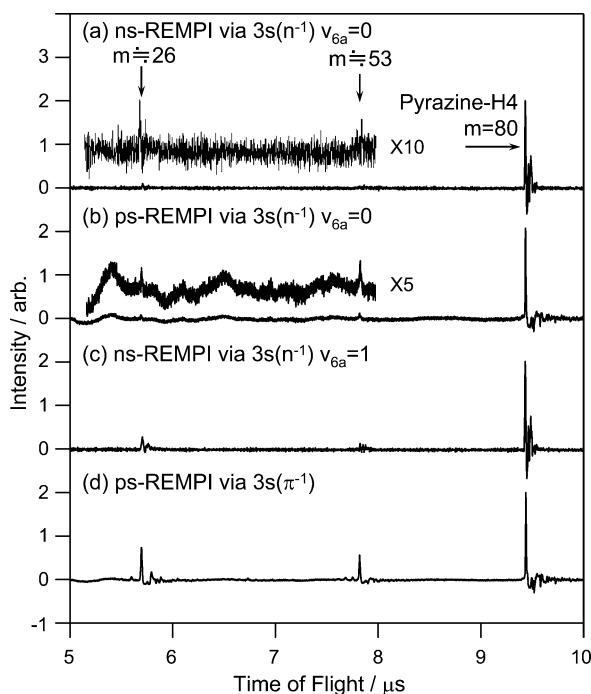 (a) ns-REMPI via 3s(n⁻¹) v₆ₐ=0
m≒26
m≒53
Pyrazine-H4
m=80
X10
3
2
1
0
(b) ps-REMPI via 3s(n⁻¹) v₆ₐ=0
X5
2
1
0
(c) ns-REMPI via 3s(n⁻¹) v₆ₐ=1
2
1
0
(d) ps-REMPI via 3s(π⁻¹)
2
1
0
-1
Intensity / arb.
5
6
7
8
9
10
Time of Flight / μs